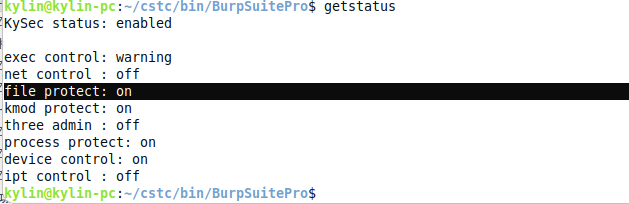 kylin@kylin-pc:~/cstc/bin/BurpSuitePro$ getstatus
KySec status: enabled

exec control: warning
net control : off
file protect: on
kmod protect: on
three admin : off
process protect: on
device control: on
ipt control : off
kylin@kylin-pc:~/cstc/bin/BurpSuitePro$